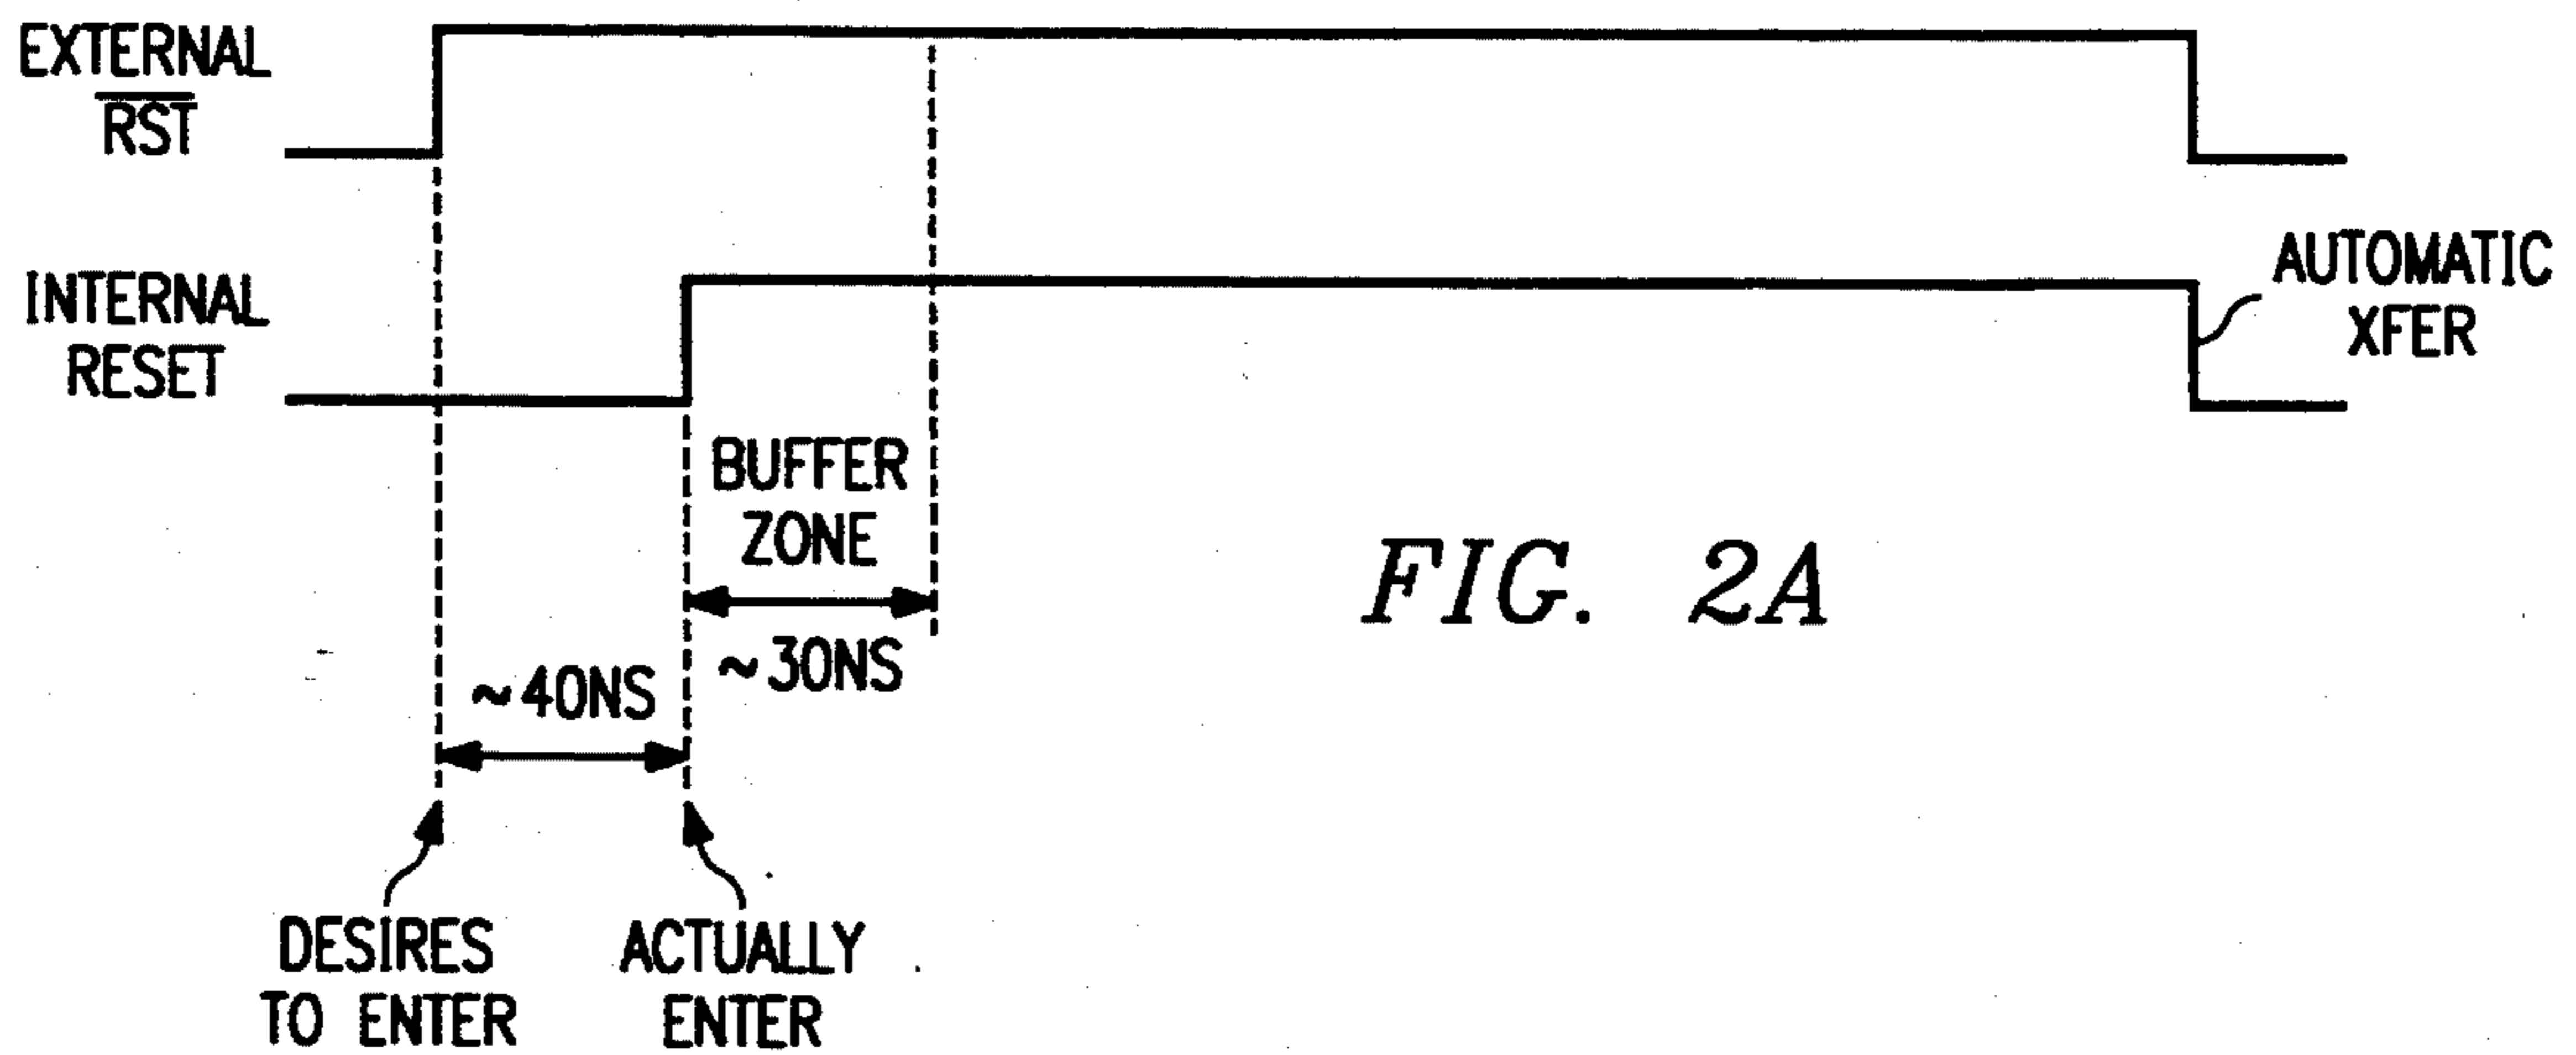 EXTERNAL
RST
INTERNAL
RESET
AUTOMATIC
XFER
BUFFER
ZONE
~30NS
~40NS
FIG. 2A
DESIRES
TO ENTER
ACTUALLY
ENTER